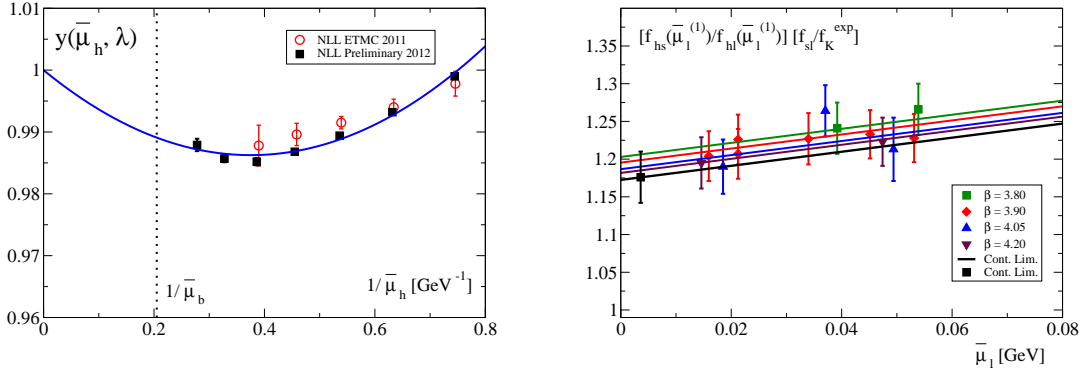 1.01
y(μ̄_h, λ)
NLL ETMC 2011
NLL Preliminary 2012
1
0.99
0.98
0.97
0.96
1/ μ̄_b
1/ μ̄_h [GeV⁻¹]
0 0.2 0.4 0.6 0.8
[f_hs(μ̄_l^(1))/f_hl(μ̄_l^(1))] [f_sl/f_K^exp]
1.35
1.3
1.25
1.2
1.15
1.1
1.05
1
β = 3.80
β = 3.90
β = 4.05
β = 4.20
Cont. Lim.
Cont. Lim.
0 0.02 0.04 0.06 0.08
μ̄_l [GeV]